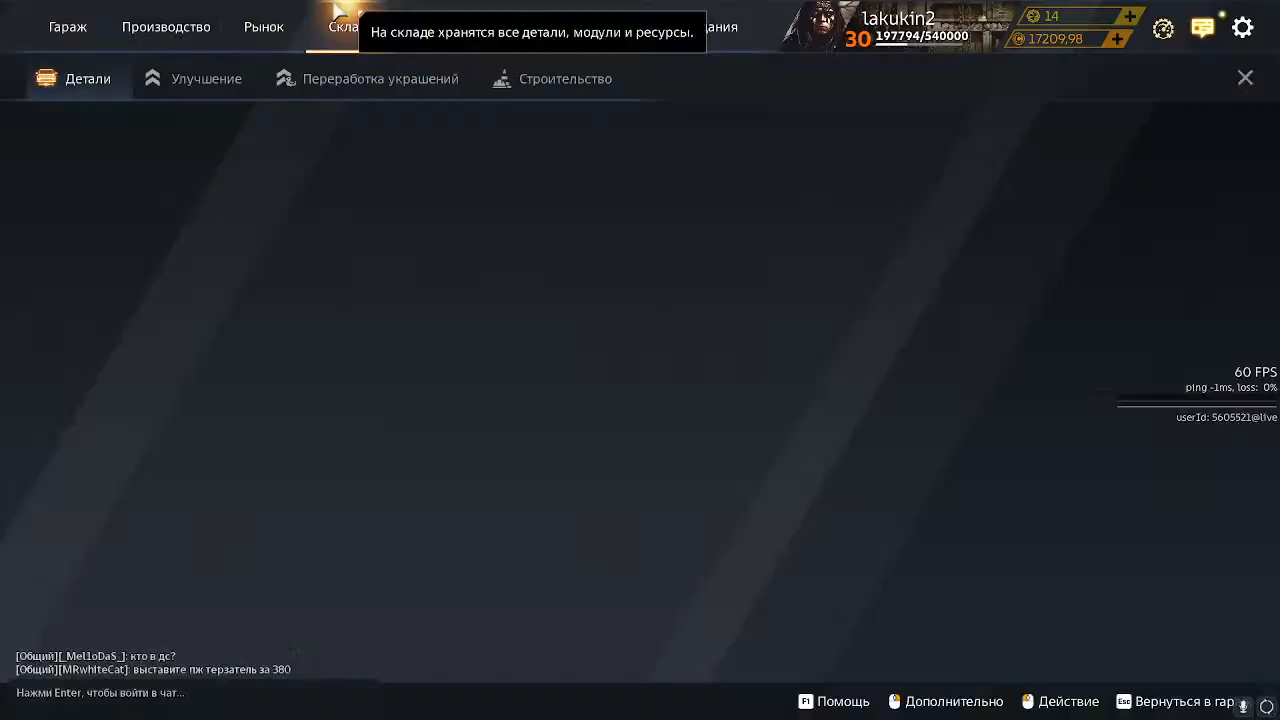 Гараж Производство Рынок Скла
На складе хранятся все детали, модули и ресурсы.
дания
lakukin2
30 197794/540000
14
17209,98
Детали Улучшение Переработка украшений Строительство
60 FPS
ping -1ms, loss: 0%
userId: 5605521@live
[Общий][_Mel1oDaS_]: кто в дс?
[Общий][MRwhiteCat]: выставите пж терзатель за 380
Нажми Enter, чтобы войти в чат...
F1 Помощь Дополнительно Действие Esc Вернуться в гар